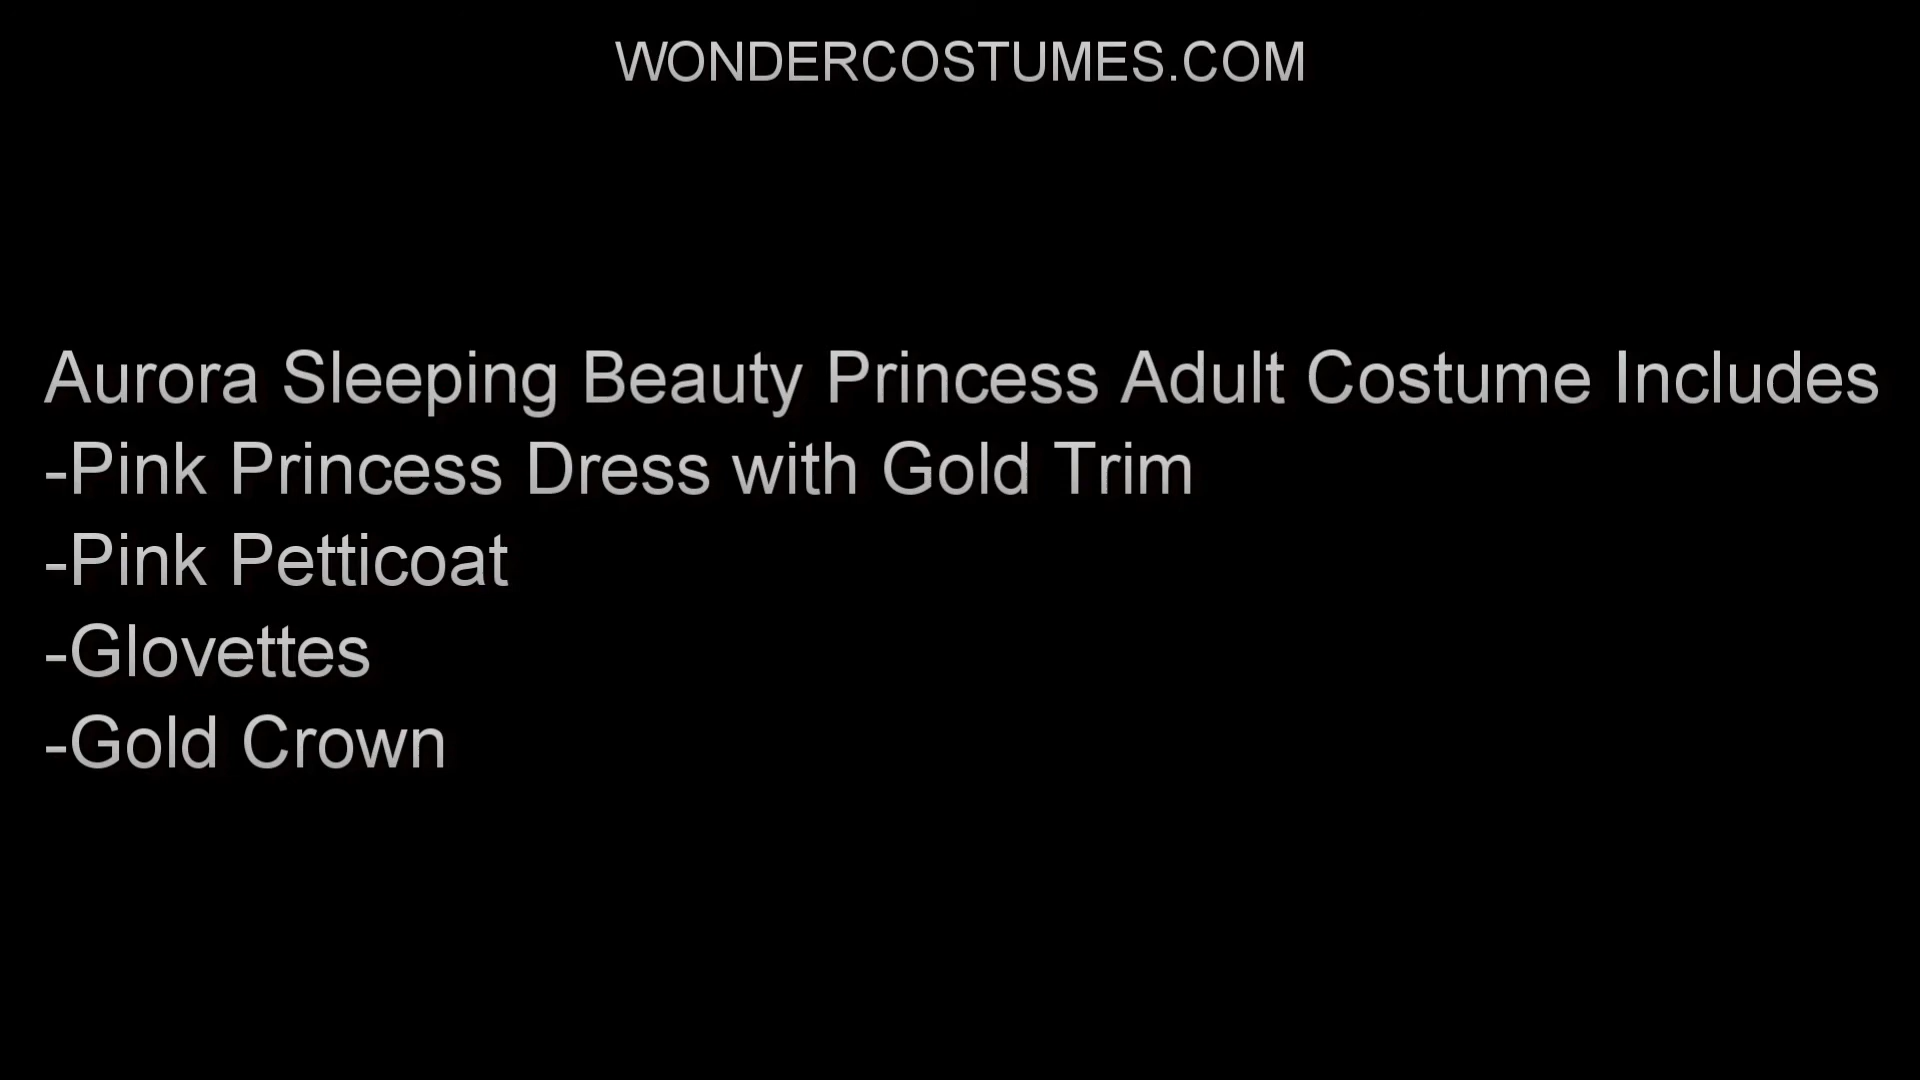 WONDERCOSTUMES.COM
Aurora Sleeping Beauty Princess Adult Costume Includes
-Pink Princess Dress with Gold Trim
-Pink Petticoat
-Glovettes
-Gold Crown